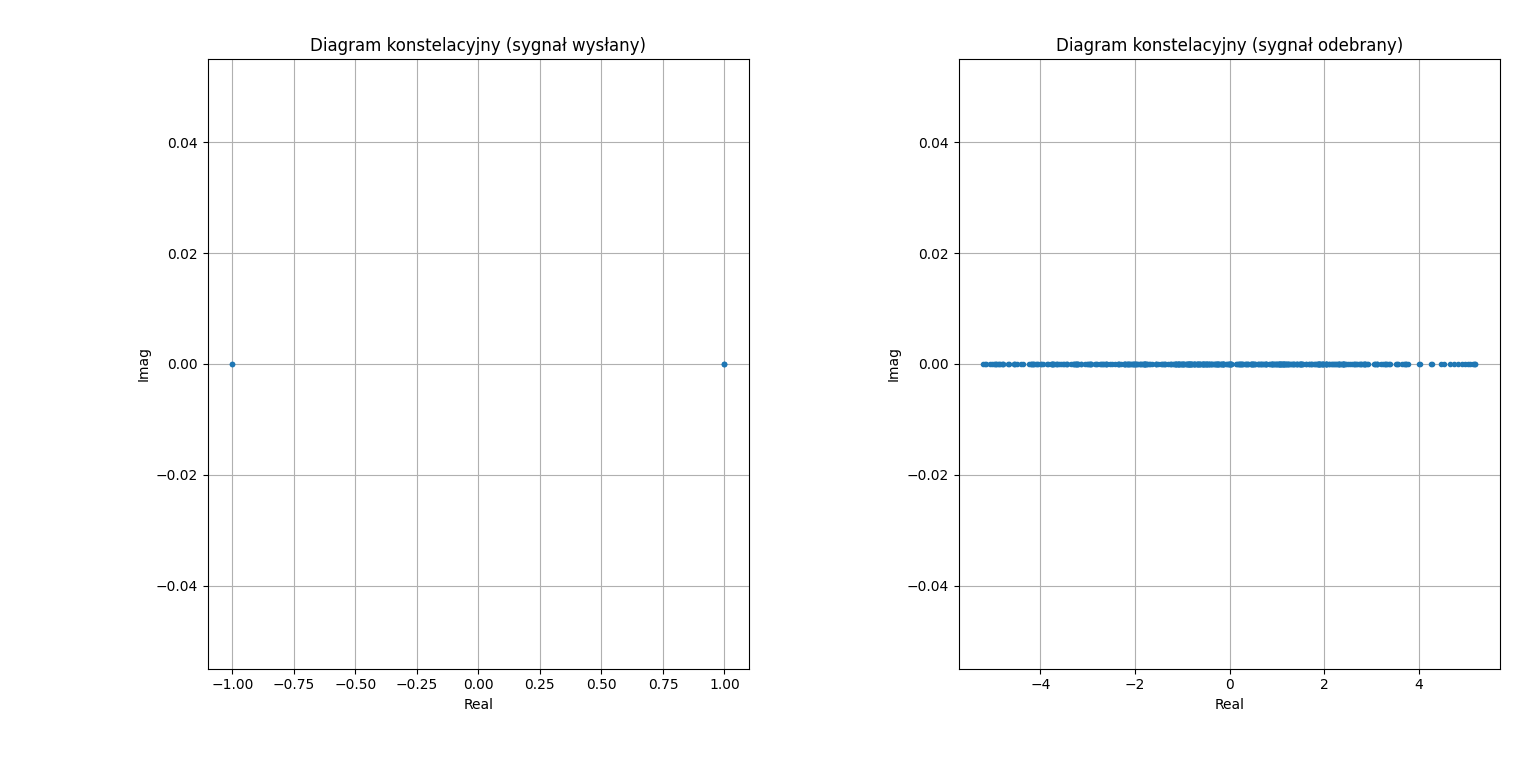 Diagram konstelacyjny (sygnał wysłany)
0.04
0.02
0.00
−0.02
−0.04
Imag
−1.00 −0.75 −0.50 −0.25 0.00 0.25 0.50 0.75 1.00
Real
Diagram konstelacyjny (sygnał odebrany)
0.04
0.02
0.00
−0.02
−0.04
Imag
−4 −2 0 2 4
Real